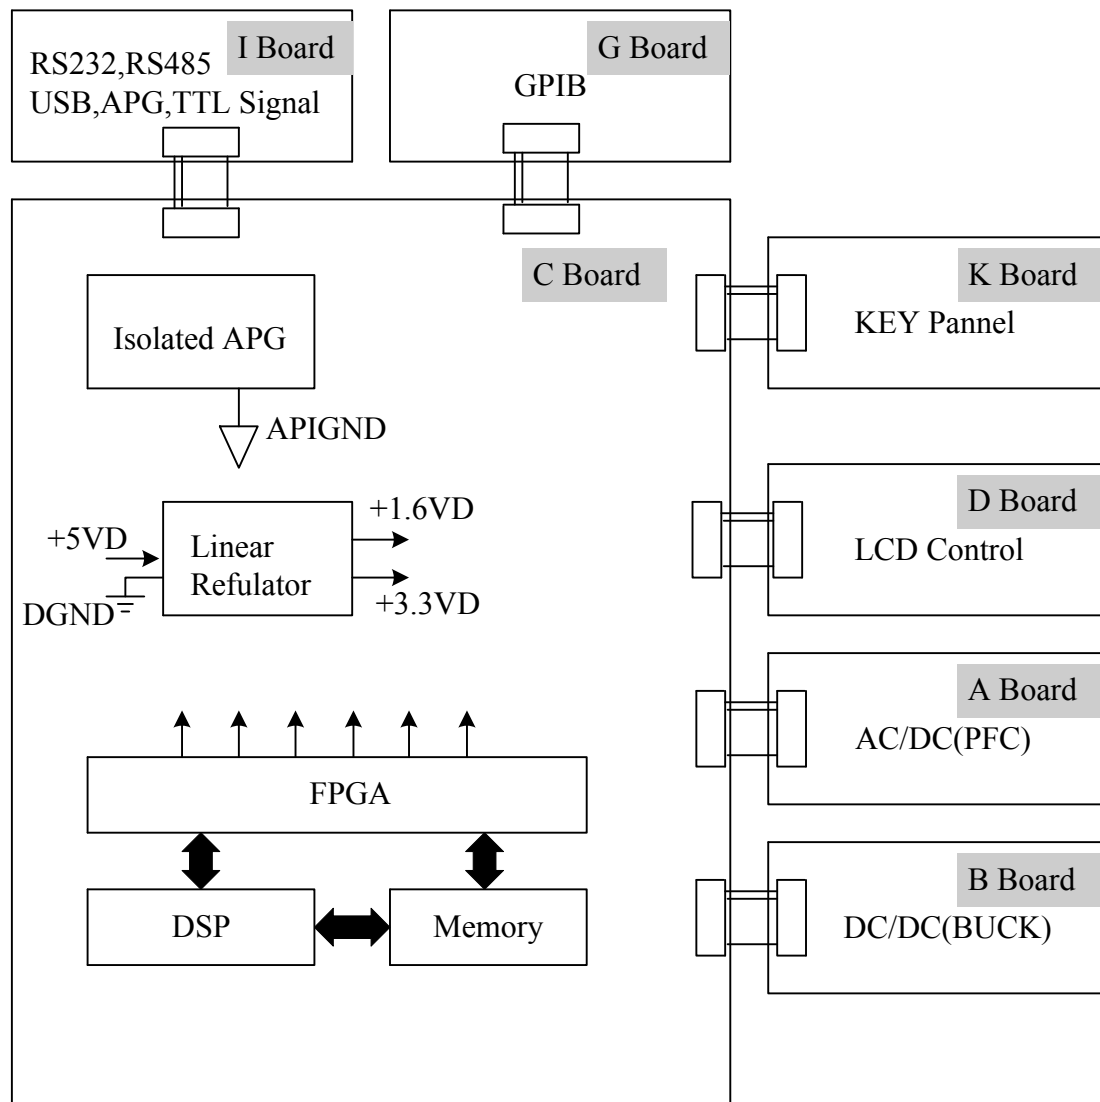 I Board
RS232,RS485
USB,APG,TTL Signal
G Board
GPIB
C Board
K Board
KEY Pannel
Isolated APG
APIGND
D Board
LCD Control
+5VD
DGND
Linear
Refulator
+1.6VD
+3.3VD
A Board
AC/DC(PFC)
FPGA
DSP
Memory
B Board
DC/DC(BUCK)